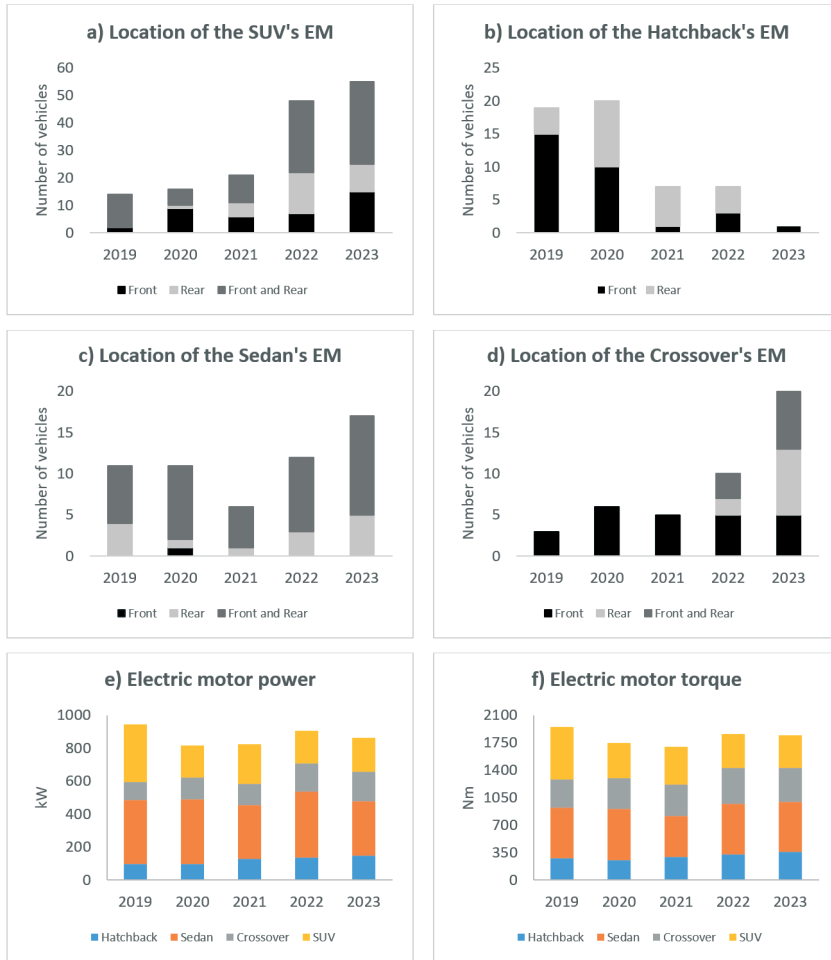 a) Location of the SUV's EM
Number of vehicles
60
50
40
30
20
10
0
2019 2020 2021 2022 2023
Front Rear Front and Rear
b) Location of the Hatchback's EM
Number of vehicles
25
20
15
10
5
0
2019 2020 2021 2022 2023
Front Rear
c) Location of the Sedan's EM
Number of vehicles
20
15
10
5
0
2019 2020 2021 2022 2023
Front Rear Front and Rear
d) Location of the Crossover's EM
Number of vehicles
20
15
10
5
0
2019 2020 2021 2022 2023
Front Rear Front and Rear
e) Electric motor power
kW
1000
800
600
400
200
0
2019 2020 2021 2022 2023
Hatchback Sedan Crossover SUV
f) Electric motor torque
Nm
2100
1750
1400
1050
700
350
0
2019 2020 2021 2022 2023
Hatchback Sedan Crossover SUV